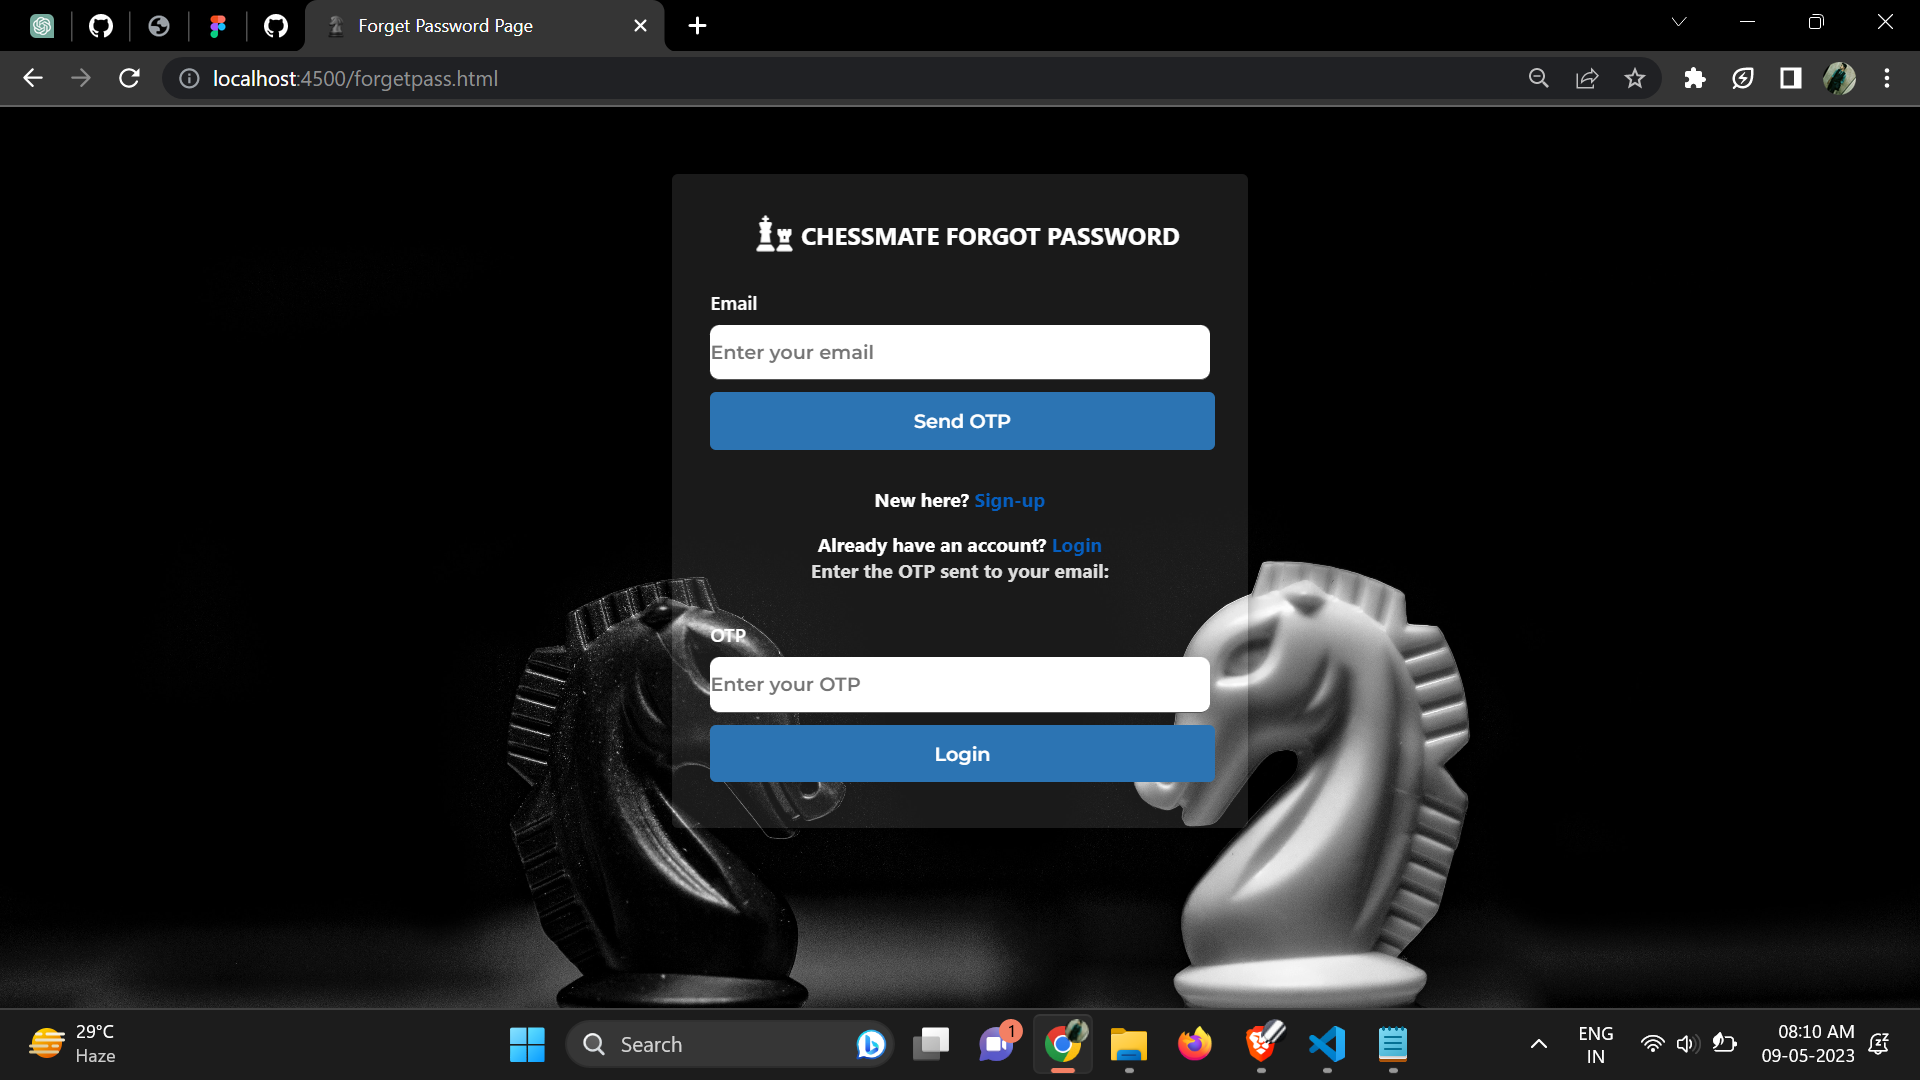 Forget Password Page
localhost:4500/forgetpass.html
CHESSMATE FORGOT PASSWORD
Email
Enter your email
Send OTP
New here? Sign-up
Already have an account? Login
Enter the OTP sent to your email:
OTP
Enter your OTP
Login
29°C
Haze
Search
1
ENG
IN
08:10 AM
09-05-2023